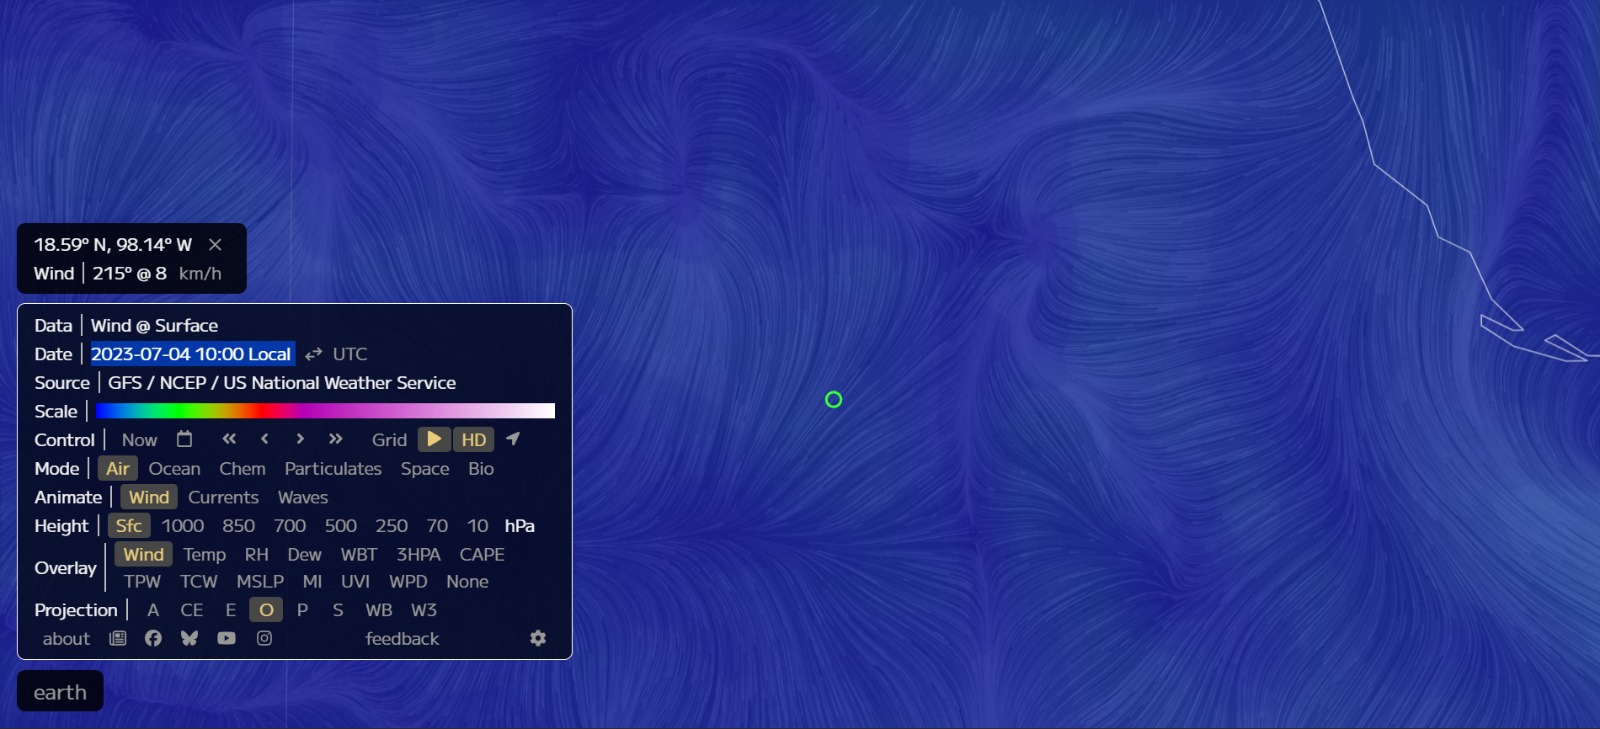 18.59° N, 98.14° W ×
Wind | 215° @ 8 km/h
Data | Wind @ Surface
Date | 2023-07-04 10:00 Local ⇄ UTC
Source | GFS / NCEP / US National Weather Service
Scale |
Control | Now « ‹ › » Grid HD
Mode | Air Ocean Chem Particulates Space Bio
Animate | Wind Currents Waves
Height | Sfc 1000 850 700 500 250 70 10 hPa
Overlay | Wind Temp RH Dew WBT 3HPA CAPE
TPW TCW MSLP MI UVI WPD None
Projection | A CE E O P S WB W3
about feedback
earth